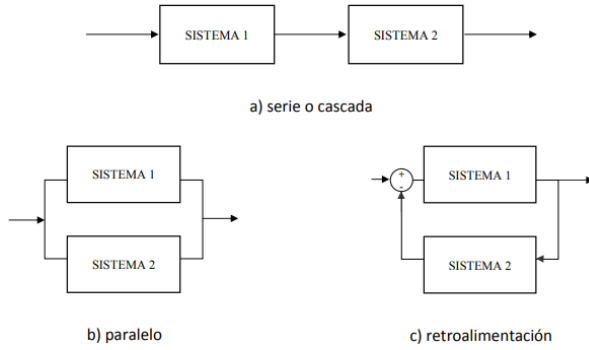 SISTEMA 1
SISTEMA 2
a) serie o cascada
SISTEMA 1
SISTEMA 2
b) paralelo
+
-
SISTEMA 1
SISTEMA 2
c) retroalimentación